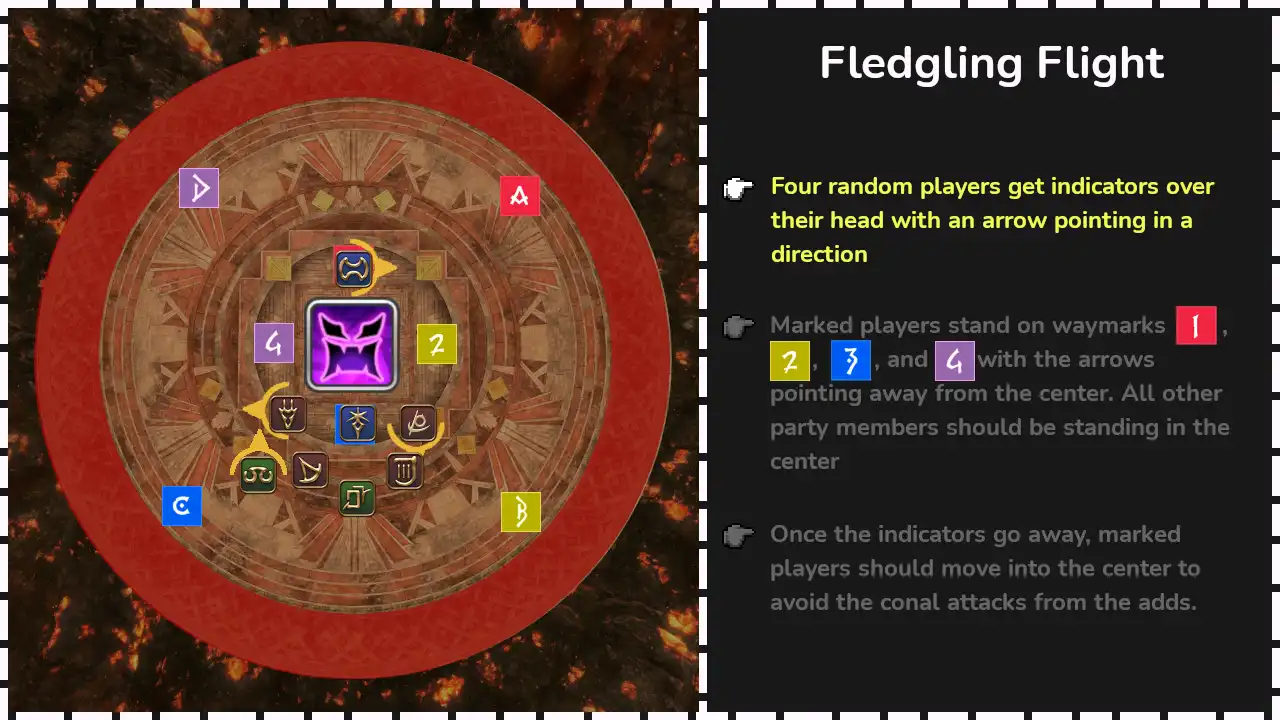 Fledgling Flight
D
A
4
2
C
B
Four random players get indicators over
their head with an arrow pointing in a
direction
Marked players stand on waymarks 1 ,
2 , 3 , and 4 with the arrows
pointing away from the center. All other
party members should be standing in the
center
Once the indicators go away, marked
players should move into the center to
avoid the conal attacks from the adds.